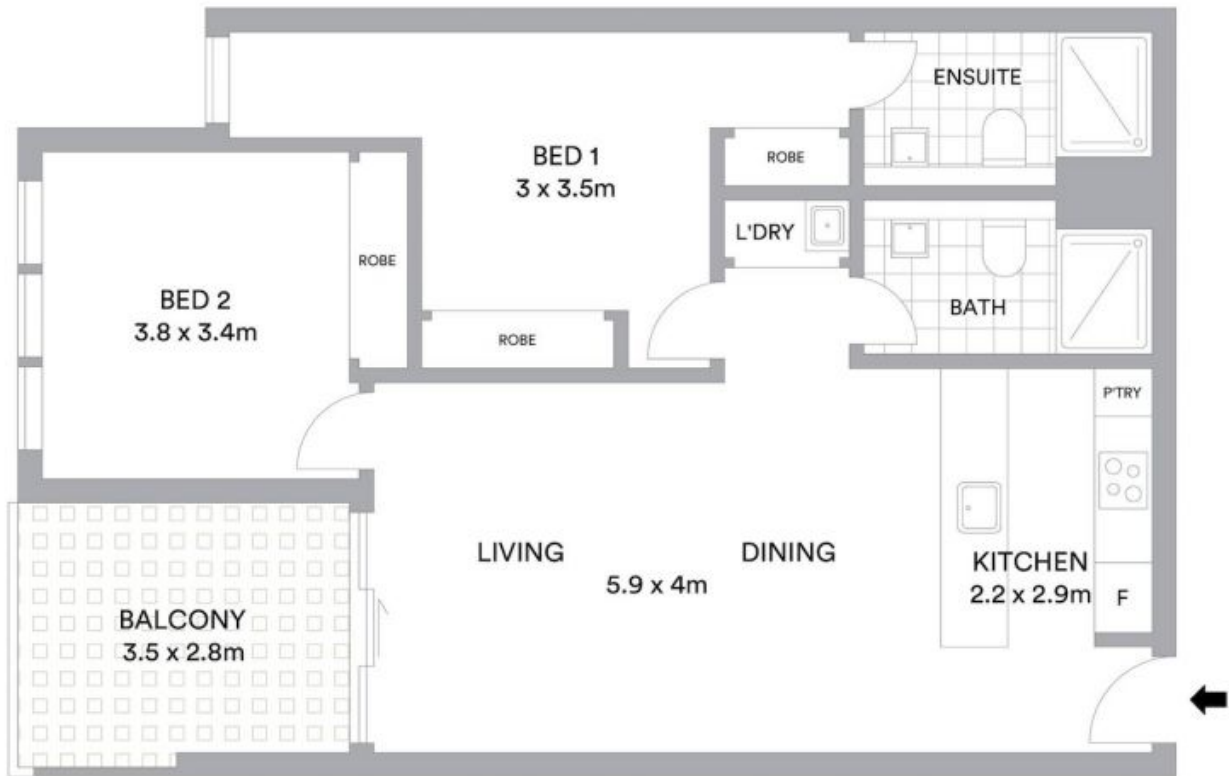 ENSUITE
BED 1
3 x 3.5m
ROBE
L'DRY
ROBE
BED 2
3.8 x 3.4m
BATH
ROBE
P'TRY
LIVING
DINING
5.9 x 4m
KITCHEN
2.2 x 2.9m
F
BALCONY
3.5 x 2.8m